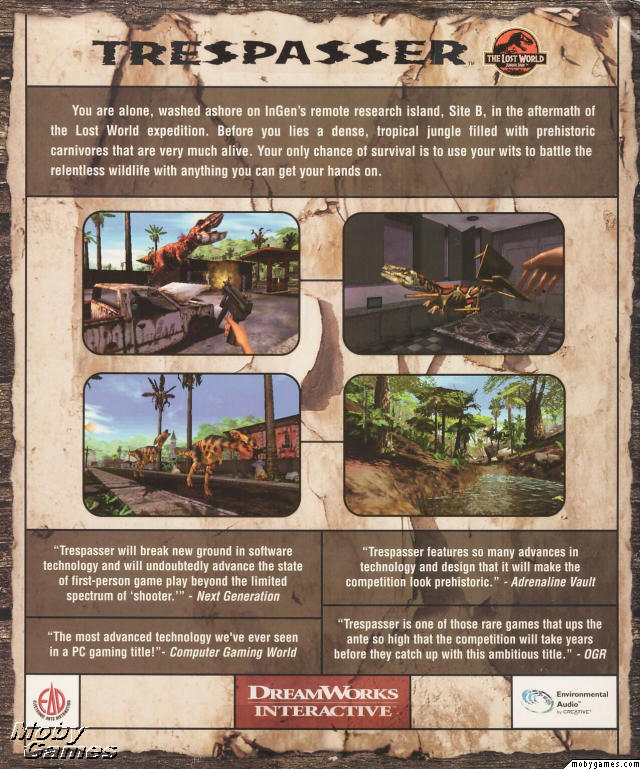 TRESPASSER™
THE LOST WORLD
JURASSIC PARK
You are alone, washed ashore on InGen's remote research island, Site B, in the aftermath of
the Lost World expedition. Before you lies a dense, tropical jungle filled with prehistoric
carnivores that are very much alive. Your only chance of survival is to use your wits to battle the
relentless wildlife with anything you can get your hands on.
"Trespasser will break new ground in software
technology and will undoubtedly advance the state
of first-person game play beyond the limited
spectrum of 'shooter.'" - Next Generation
"Trespasser features so many advances in
technology and design that it will make the
competition look prehistoric." - Adrenaline Vault
"The most advanced technology we've ever seen
in a PC gaming title!"- Computer Gaming World
"Trespasser is one of those rare games that ups the
ante so high that the competition will take years
before they catch up with this ambitious title." - OGR
EAD
DREAMWORKS
INTERACTIVE™
Environmental
Audio™
by CREATIVE®
Moby
Games
mobygames.com